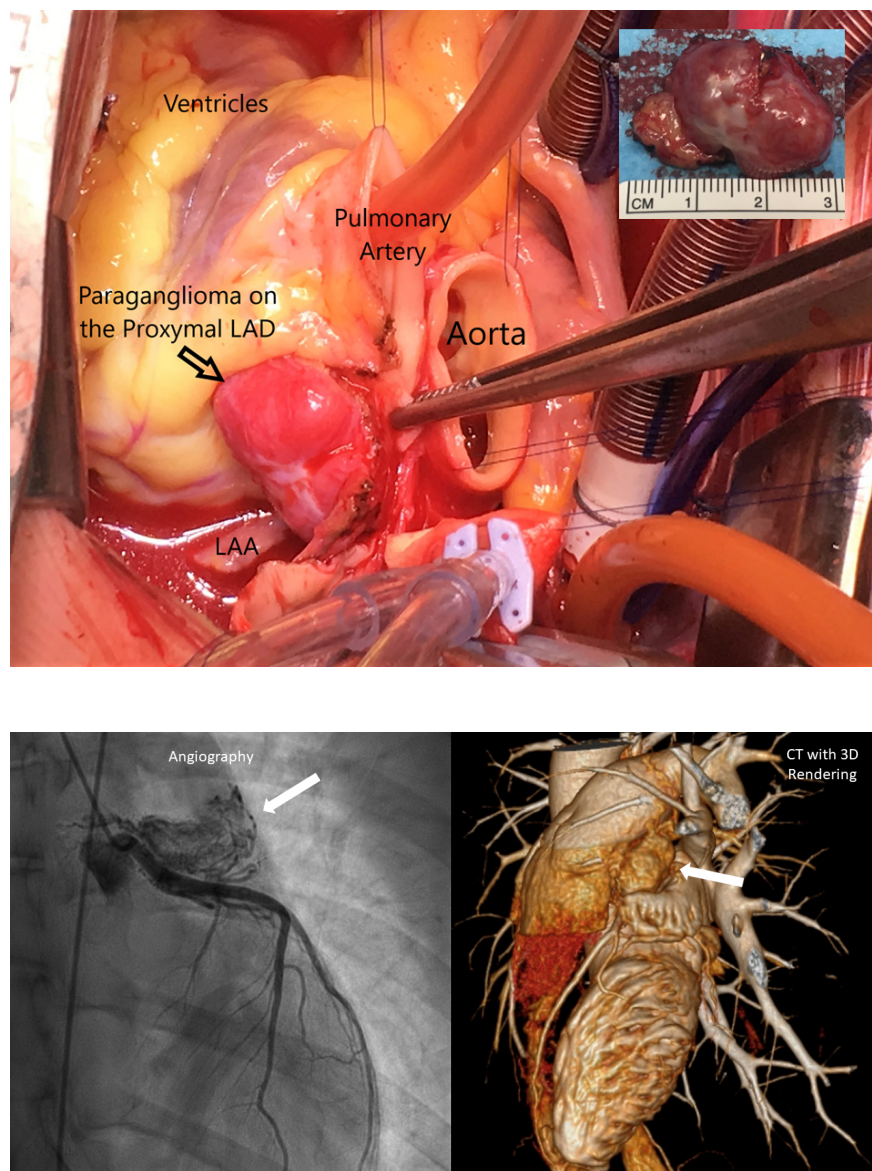 Ventricles
Pulmonary
Artery
Paraganglioma on
the Proxymal LAD
Aorta
LAA
CM 1 2 3
Angiography
CT with 3D
Rendering